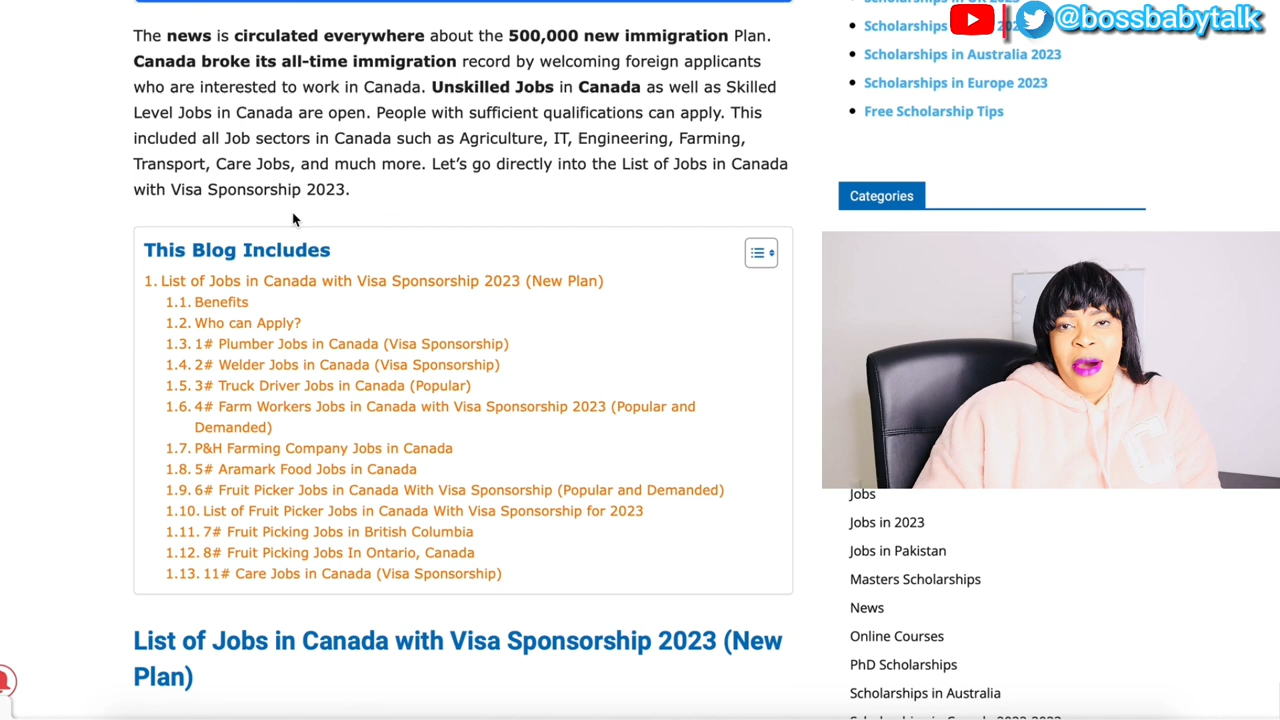 The news is circulated everywhere about the 500,000 new immigration Plan.
Canada broke its all-time immigration record by welcoming foreign applicants
who are interested to work in Canada. Unskilled Jobs in Canada as well as Skilled
Level Jobs in Canada are open. People with sufficient qualifications can apply. This
included all Job sectors in Canada such as Agriculture, IT, Engineering, Farming,
Transport, Care Jobs, and much more. Let’s go directly into the List of Jobs in Canada
with Visa Sponsorship 2023.
This Blog Includes
1. List of Jobs in Canada with Visa Sponsorship 2023 (New Plan)
1.1. Benefits
1.2. Who can Apply?
1.3. 1# Plumber Jobs in Canada (Visa Sponsorship)
1.4. 2# Welder Jobs in Canada (Visa Sponsorship)
1.5. 3# Truck Driver Jobs in Canada (Popular)
1.6. 4# Farm Workers Jobs in Canada with Visa Sponsorship 2023 (Popular and
Demanded)
1.7. P&H Farming Company Jobs in Canada
1.8. 5# Aramark Food Jobs in Canada
1.9. 6# Fruit Picker Jobs in Canada With Visa Sponsorship (Popular and Demanded)
1.10. List of Fruit Picker Jobs in Canada With Visa Sponsorship for 2023
1.11. 7# Fruit Picking Jobs in British Columbia
1.12. 8# Fruit Picking Jobs In Ontario, Canada
1.13. 11# Care Jobs in Canada (Visa Sponsorship)
List of Jobs in Canada with Visa Sponsorship 2023 (New
Plan)
@bossbabytalk
Scholarships in
Scholarships in Australia 2023
Scholarships in Europe 2023
Free Scholarship Tips
Categories
C
Jobs
Jobs in 2023
Jobs in Pakistan
Masters Scholarships
News
Online Courses
PhD Scholarships
Scholarships in Australia